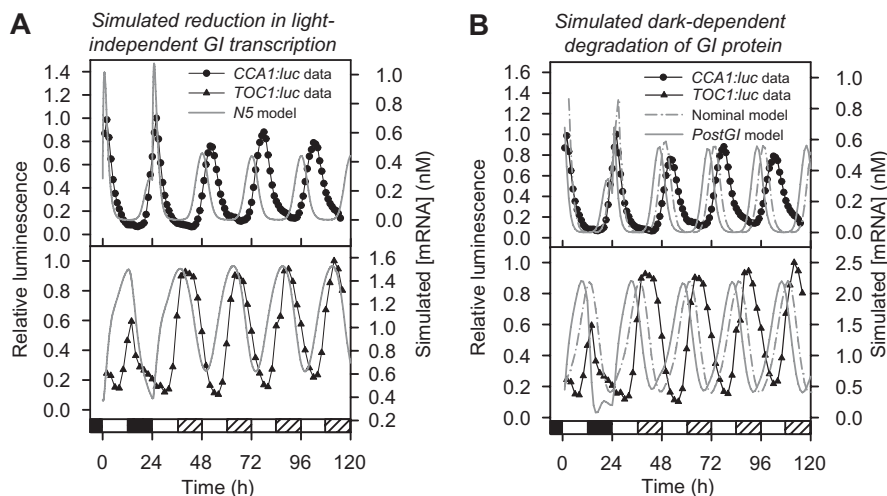 A
Simulated reduction in light-
independent GI transcription
CCA1:luc data
TOC1:luc data
N5 model
1.4
1.2
1.0
0.8
0.6
0.4
0.2
0.0
1.0
0.8
0.6
0.4
0.2
0.0
Relative luminescence
Relative luminescence
1.0
0.8
0.6
0.4
0.2
0.0
1.6
1.4
1.2
1.0
0.8
0.6
0.4
0.2
Simulated [mRNA] (nM)
0 24 48 72 96 120
Time (h)
B
Simulated dark-dependent
degradation of GI protein
CCA1:luc data
TOC1:luc data
Nominal model
PostGI model
1.6
1.4
1.2
1.0
0.8
0.6
0.4
0.2
0.0
1.0
0.8
0.6
0.4
0.2
0.0
Relative luminescence
Relative luminescence
1.0
0.8
0.6
0.4
0.2
0.0
2.5
2.0
1.5
1.0
0.5
0.0
Simulated [mRNA] (nM)
0 24 48 72 96 120
Time (h)